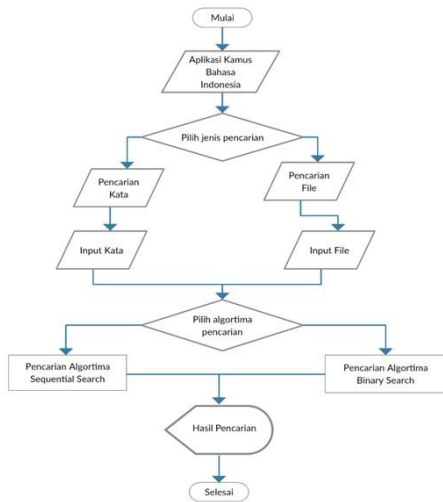 Mulai
Aplikasi Kamus
Bahasa
Indonesia
Pilih jenis pencarian
Pencarian
Kata
Pencarian
File
Input Kata
Input File
Pilih algortima
pencarian
Pencarian Algortima
Sequential Search
Pencarian Algortima
Binary Search
Hasil Pencarian
Selesai